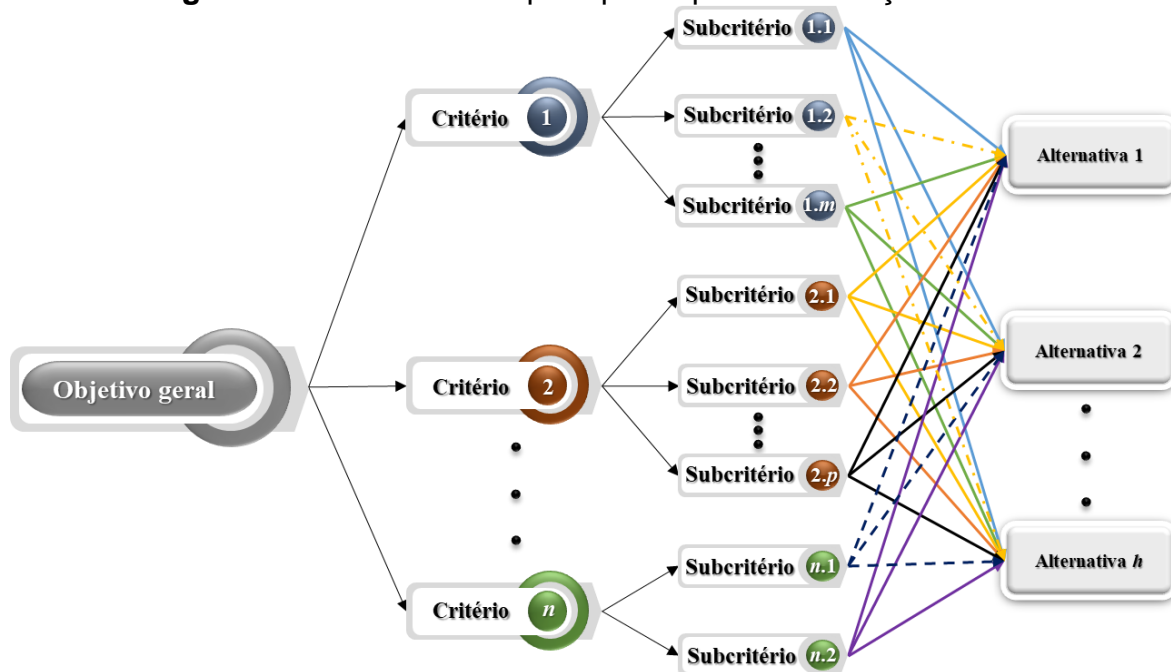 Subcritério 1.1
Critério 1
Subcritério 1.2
Subcritério 1.m
Alternativa 1
Subcritério 2.1
Objetivo geral
Critério 2
Subcritério 2.2
Alternativa 2
Subcritério 2.p
Critério n
Subcritério n.1
Subcritério n.2
Alternativa h